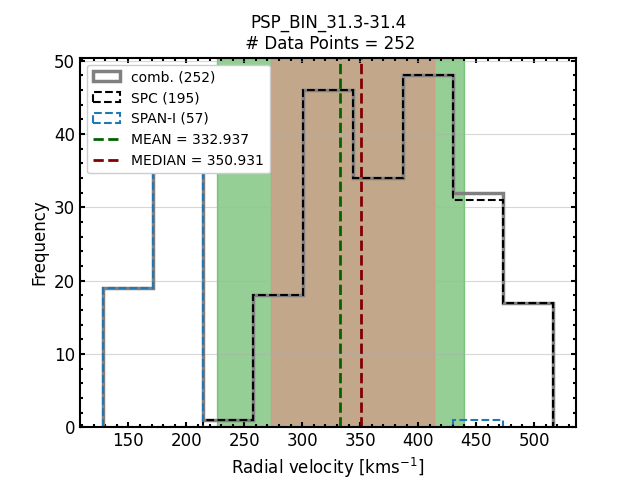 PSP_BIN_31.3-31.4
# Data Points = 252
comb. (252)
SPC (195)
SPAN-I (57)
MEAN = 332.937
MEDIAN = 350.931
Frequency
50
40
30
20
10
0
150 200 250 300 350 400 450 500
Radial velocity [kms⁻¹]